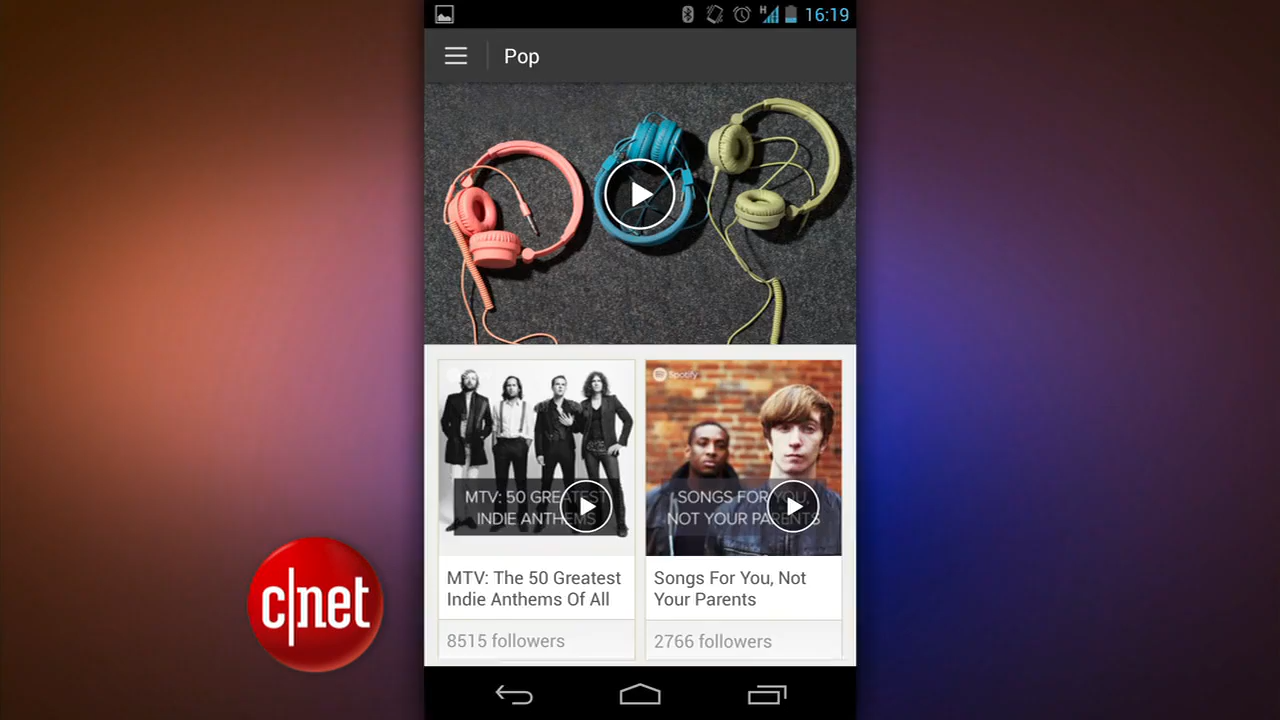 H 16:19
Pop
Spotify
MTV: 50 GREATEST
INDIE ANTHEMS
SONGS FOR YOU,
NOT YOUR PARENTS
MTV: The 50 Greatest
Indie Anthems Of All
Songs For You, Not
Your Parents
8515 followers
2766 followers
c|net